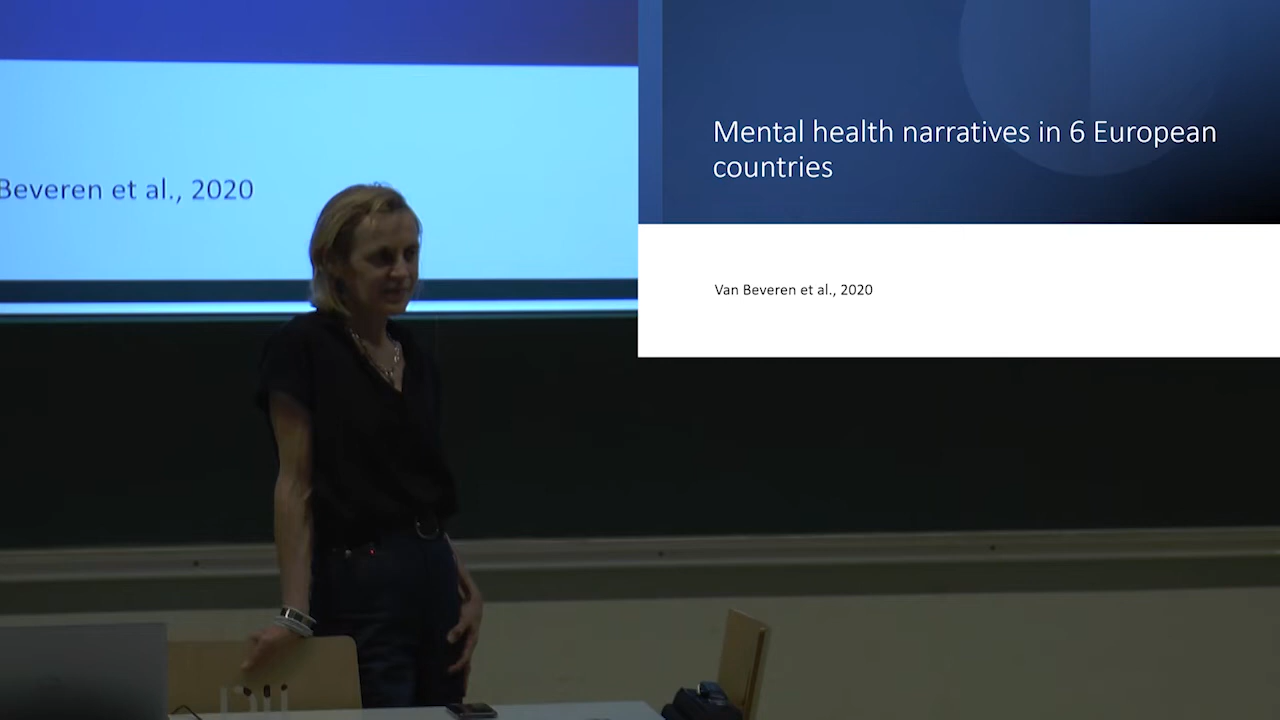 Beveren et al., 2020
Mental health narratives in 6 European
countries
Van Beveren et al., 2020